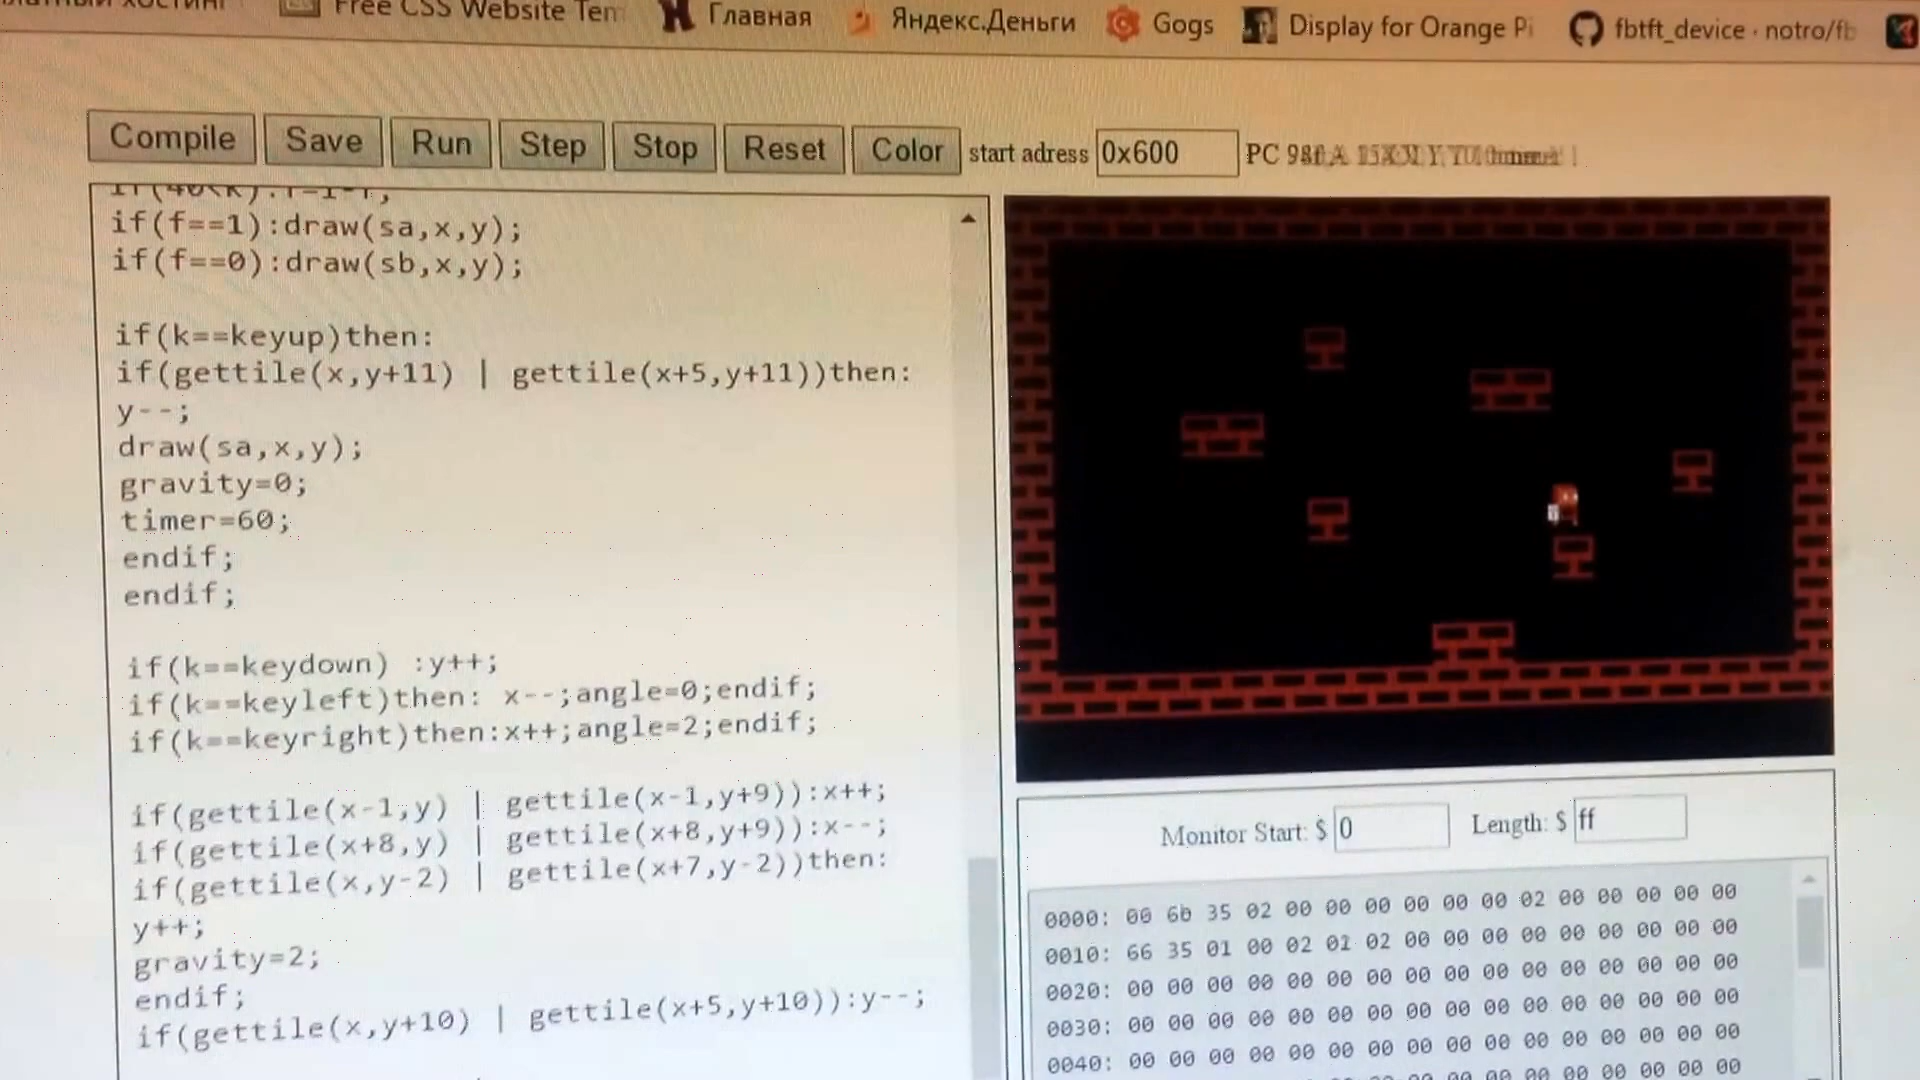 хостинг
Free CSS Website Tem
Главная
Яндекс.Деньги
Gogs
Display for Orange Pi
fbtft_device · notro/fb
Compile
Save
Run
Step
Stop
Reset
Color
start adress
0x600
PC
if(f==1):draw(sa,x,y);
if(f==0):draw(sb,x,y);
if(k==keyup)then:
if(gettile(x,y+11) | gettile(x+5,y+11))then:
y--;
draw(sa,x,y);
gravity=0;
timer=60;
endif;
endif;
if(k==keydown) :y++;
if(k==keyleft)then: x--;angle=0;endif;
if(k==keyright)then:x++;angle=2;endif;
if(gettile(x-1,y) | gettile(x-1,y+9)):x++;
if(gettile(x+8,y) | gettile(x+8,y+9)):x--;
if(gettile(x,y-2) | gettile(x+7,y-2))then:
y++;
gravity=2;
endif;
if(gettile(x,y+10) | gettile(x+5,y+10)):y--;
Monitor Start: $ 0
Length: $ ff
0000: 00 6b 35 02 00 00 00 00 00 00 02 00 00 00 00 00
0010: 66 35 01 00 02 01 02 00 00 00 00 00 00 00 00 00
0020: 00 00 00 00 00 00 00 00 00 00 00 00 00 00 00 00
0030: 00 00 00 00 00 00 00 00 00 00 00 00 00 00 00 00
0040: 00 00 00 00 00 00 00 00 00 00 00 00 00 00 00 00